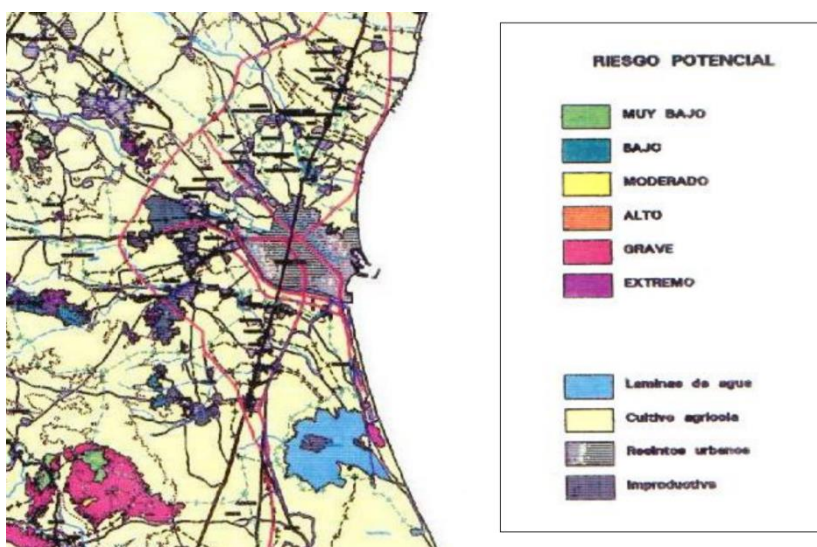 RIESGO POTENCIAL
MUY BAJO
BAJO
MODERADO
ALTO
GRAVE
EXTREMO
Laminas de agua
Cultivo agricola
Recintos urbanos
Improductivo